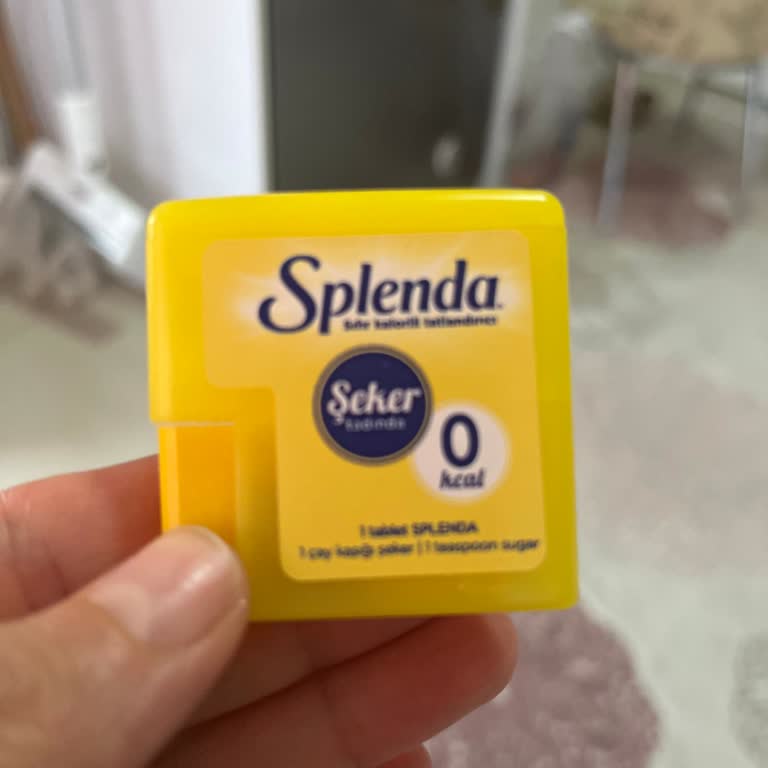 Splenda
Sıfır kalorili tatlandırıcı
Şeker
tadında
0
kcal
1 tablet SPLENDA
1 çay kaşığı şeker | 1 teaspoon sugar